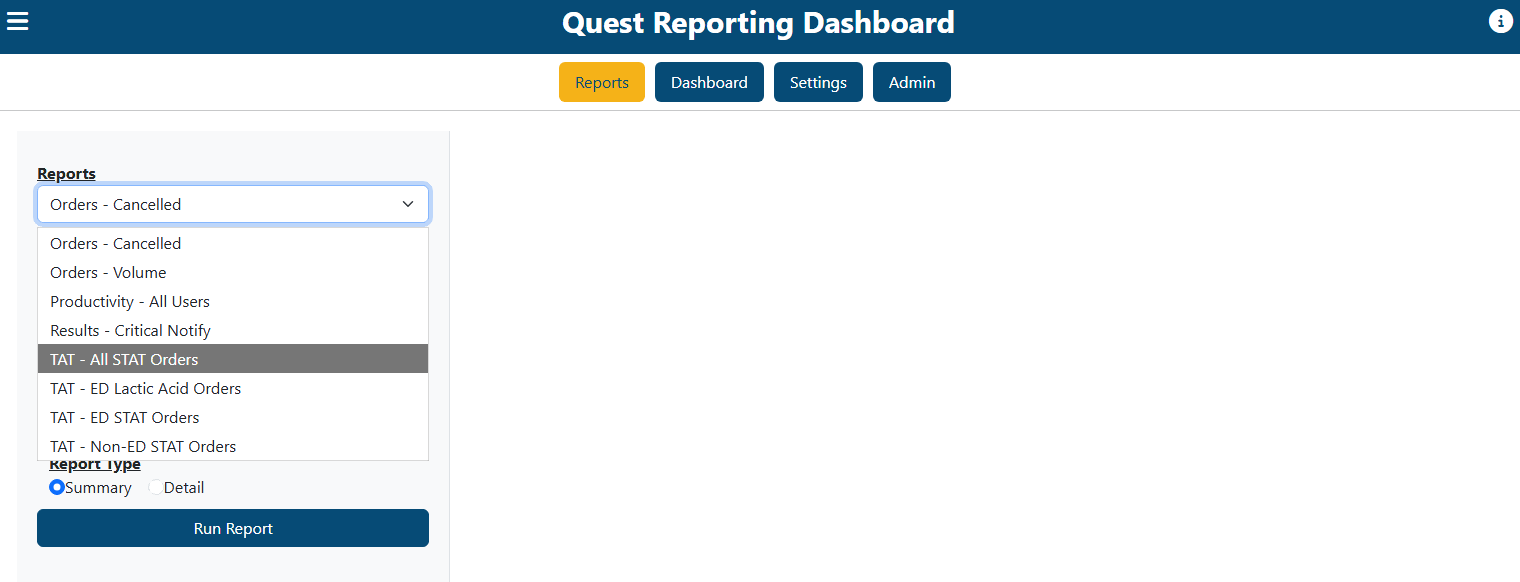 Quest Reporting Dashboard
Reports Dashboard Settings Admin
Reports
Orders - Cancelled
Orders - Cancelled
Orders - Volume
Productivity - All Users
Results - Critical Notify
TAT - All STAT Orders
TAT - ED Lactic Acid Orders
TAT - ED STAT Orders
TAT - Non-ED STAT Orders
Report Type
Summary Detail
Run Report